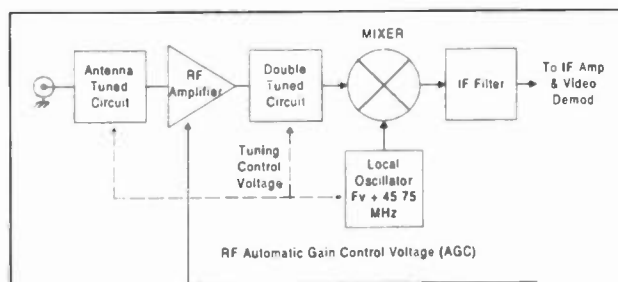 MIXER
Antenna
Tuned
Circuit
RF
Amplifier
Double
Tuned
Circuit
IF Filter
To IF Amp
& Video
Demod
Tuning
Control
Voltage
Local
Oscillator
Fv + 45 75
MHz
RF Automatic Gain Control Voltage (AGC)